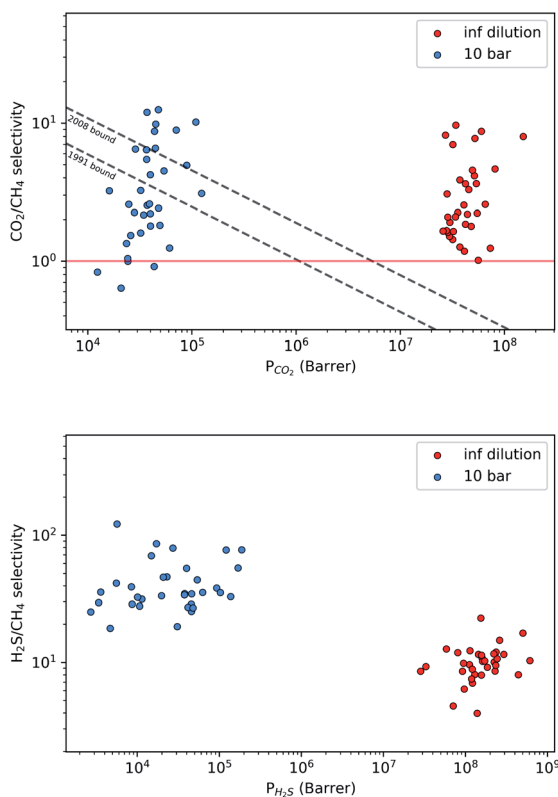 inf dilution
10 bar
CO₂/CH₄ selectivity
10¹
10⁰
2008 bound
1991 bound
10⁴ 10⁵ 10⁶ 10⁷ 10⁸
P_CO₂ (Barrer)
inf dilution
10 bar
H₂S/CH₄ selectivity
10²
10¹
10⁴ 10⁵ 10⁶ 10⁷ 10⁸ 10⁹
P_H₂S (Barrer)